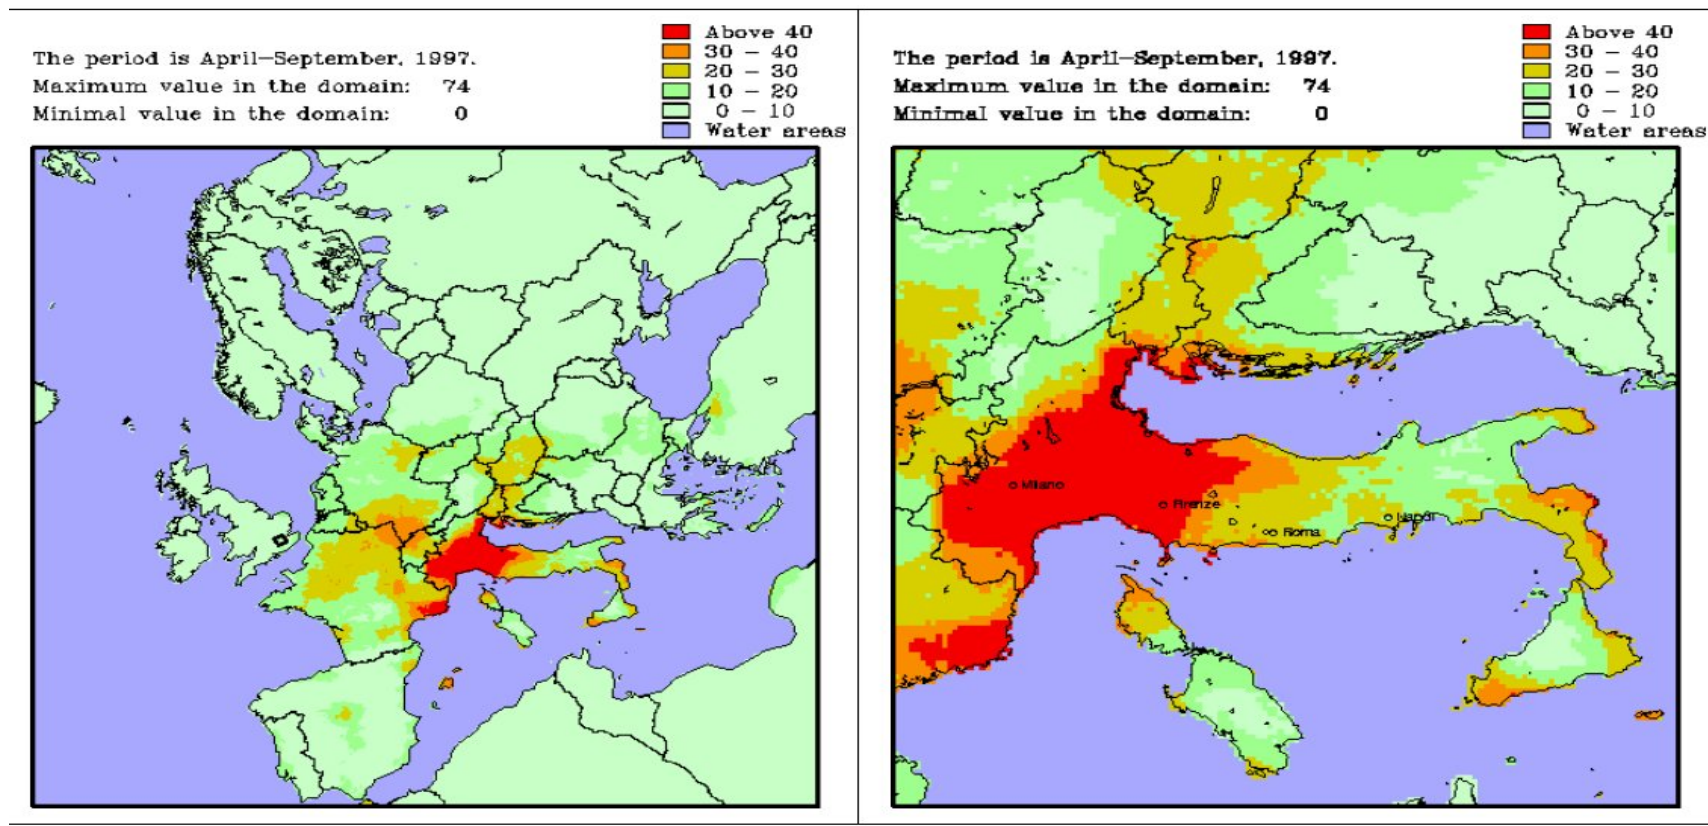 The period is April-September, 1997.
Maximum value in the domain: 74
Minimal value in the domain: 0
Above 40
30 - 40
20 - 30
10 - 20
0 - 10
Water areas
The period is April-September, 1997.
Maximum value in the domain: 74
Minimal value in the domain: 0
Above 40
30 - 40
20 - 30
10 - 20
0 - 10
Water areas
Milano
Firenze
Roma
Napoli